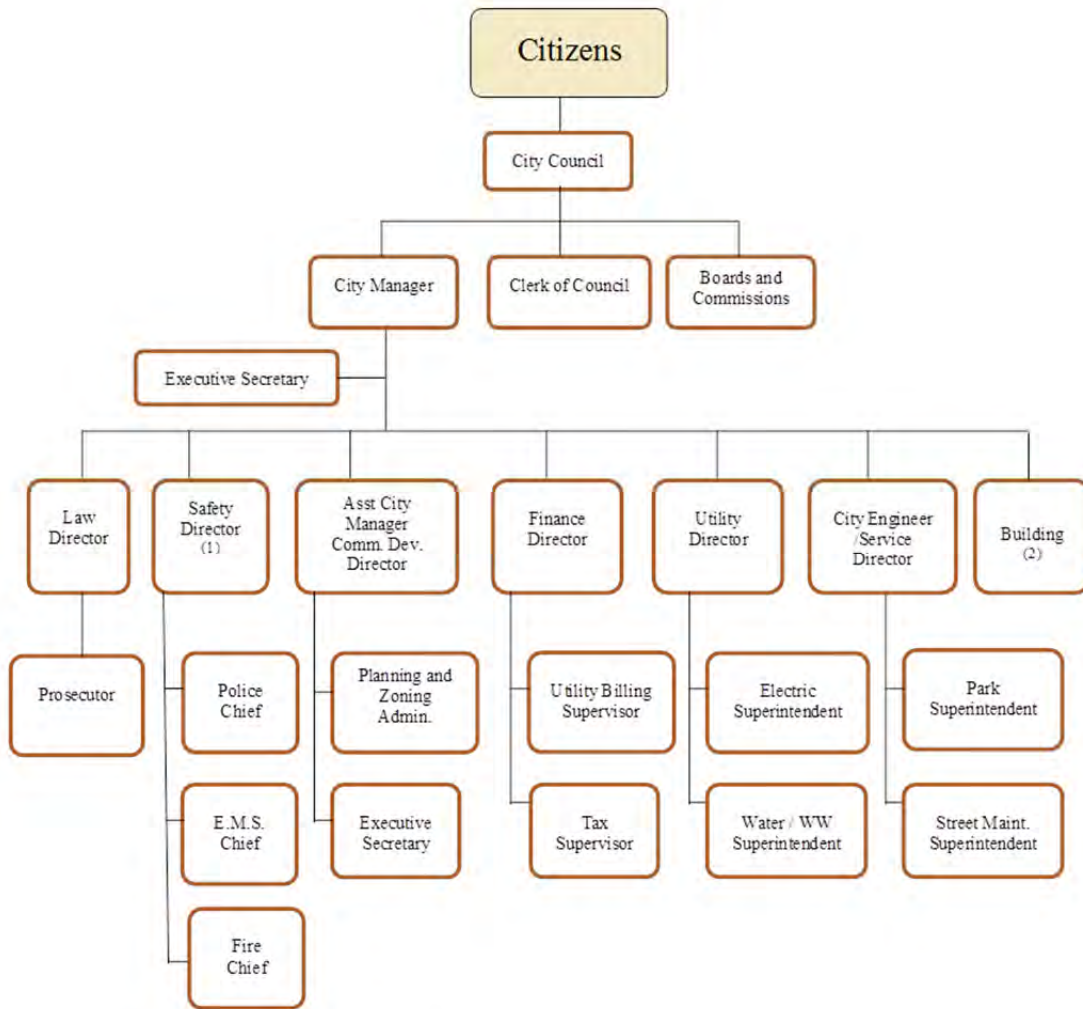 Citizens
City Council
City Manager
Clerk of Council
Boards and
Commissions
Executive Secretary
Law
Director
Safety
Director
(1)
Asst City
Manager
Comm. Dev.
Director
Finance
Director
Utility
Director
City Engineer
/Service
Director
Building
(2)
Prosecutor
Police
Chief
Planning and
Zoning
Admin.
Utility Billing
Supervisor
Electric
Superintendent
Park
Superintendent
E.M.S.
Chief
Executive
Secretary
Tax
Supervisor
Water / WW
Superintendent
Street Maint.
Superintendent
Fire
Chief